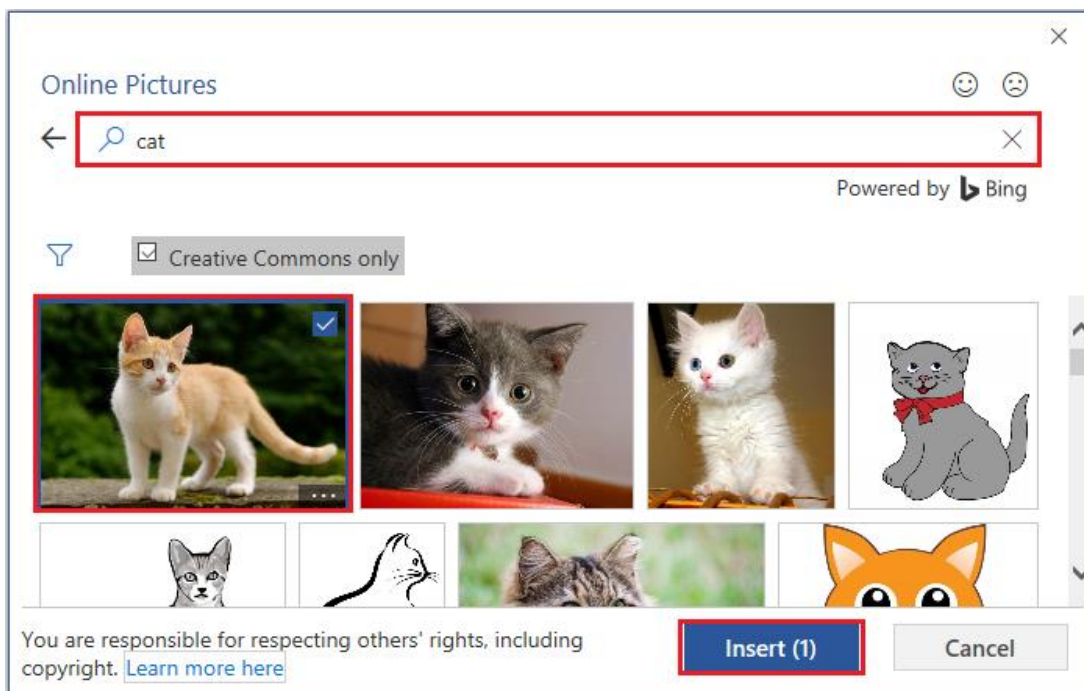 Online Pictures
cat
Powered by Bing
Creative Commons only
You are responsible for respecting others' rights, including
copyright. Learn more here
Insert (1)
Cancel